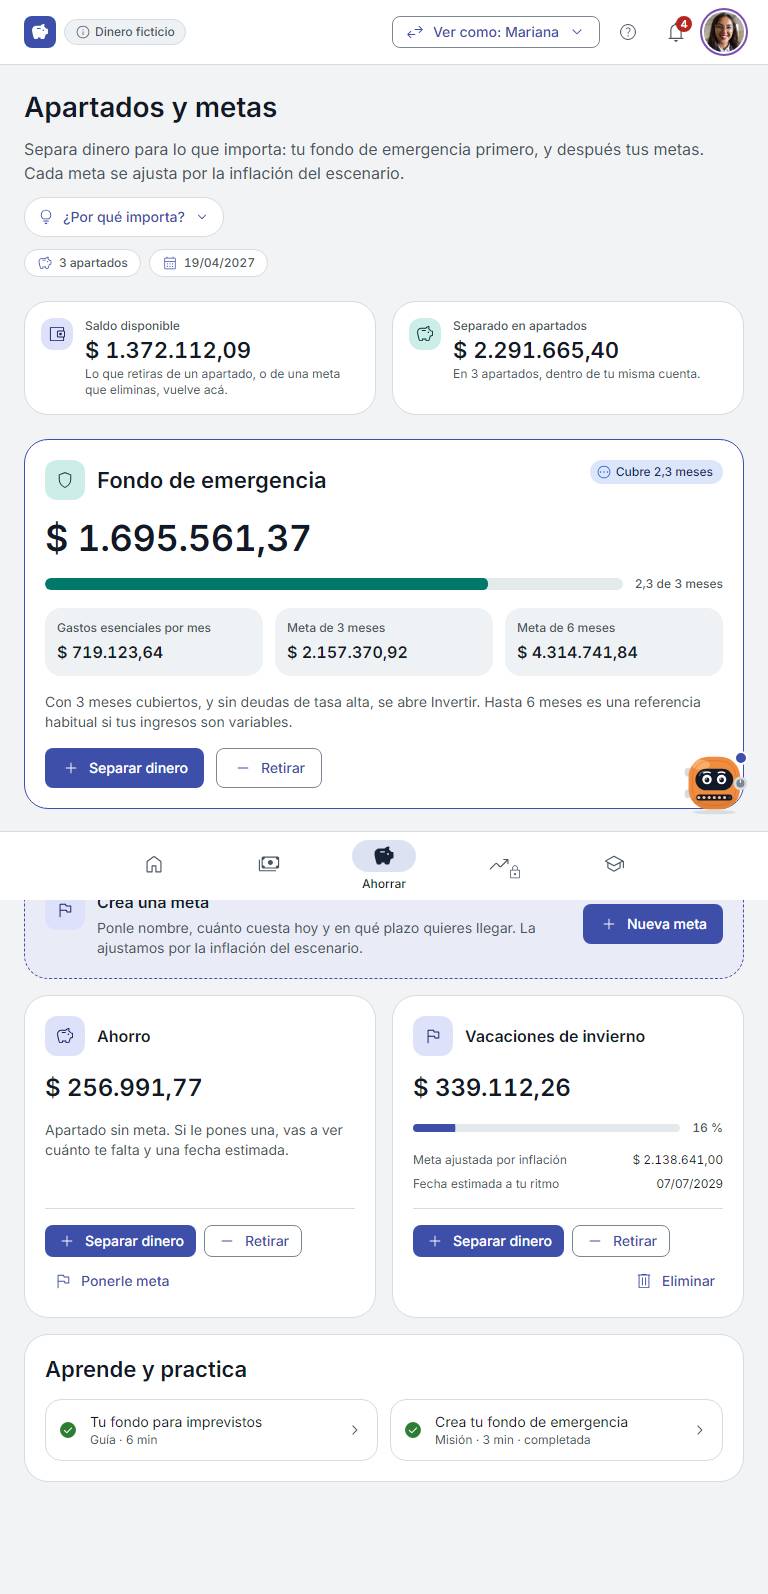 Dinero ficticio
Ver como: Mariana
4
Apartados y metas
Separa dinero para lo que importa: tu fondo de emergencia primero, y después tus metas.
Cada meta se ajusta por la inflación del escenario.
¿Por qué importa?
3 apartados
19/04/2027
Saldo disponible
$ 1.372.112,09
Lo que retiras de un apartado, o de una meta
que eliminas, vuelve acá.
Separado en apartados
$ 2.291.665,40
En 3 apartados, dentro de tu misma cuenta.
Fondo de emergencia
Cubre 2,3 meses
$ 1.695.561,37
2,3 de 3 meses
Gastos esenciales por mes
$ 719.123,64
Meta de 3 meses
$ 2.157.370,92
Meta de 6 meses
$ 4.314.741,84
Con 3 meses cubiertos, y sin deudas de tasa alta, se abre Invertir. Hasta 6 meses es una referencia
habitual si tus ingresos son variables.
Separar dinero
Retirar
Ahorrar
Crea una meta
Ponle nombre, cuánto cuesta hoy y en qué plazo quieres llegar. La
ajustamos por la inflación del escenario.
Nueva meta
Ahorro
$ 256.991,77
Apartado sin meta. Si le pones una, vas a ver
cuánto te falta y una fecha estimada.
Separar dinero
Retirar
Ponerle meta
Vacaciones de invierno
$ 339.112,26
16 %
Meta ajustada por inflación
$ 2.138.641,00
Fecha estimada a tu ritmo
07/07/2029
Separar dinero
Retirar
Eliminar
Aprende y practica
Tu fondo para imprevistos
Guía · 6 min
Crea tu fondo de emergencia
Misión · 3 min · completada